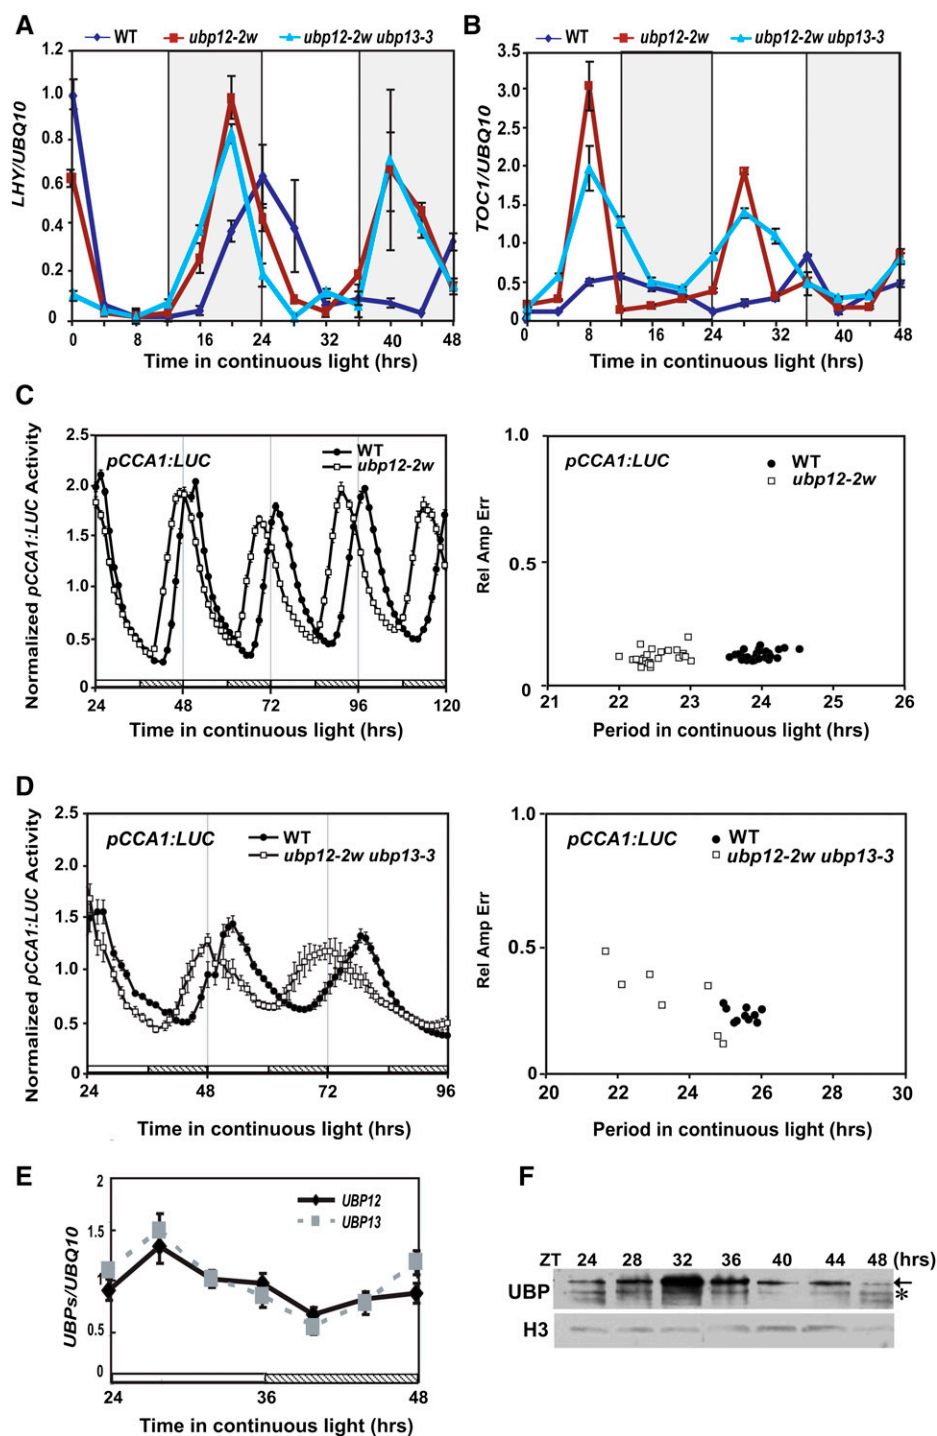 A
WT ubp12-2w ubp12-2w ubp13-3
LHY/UBQ10
1.2
1.0
0.8
0.6
0.4
0.2
0
0 8 16 24 32 40 48
Time in continuous light (hrs)
B
WT ubp12-2w ubp12-2w ubp13-3
TOC1/UBQ10
3.5
3.0
2.5
2.0
1.5
1.0
0.5
0
0 8 16 24 32 40 48
Time in continuous light (hrs)
C
Normalized pCCA1:LUC Activity
2.5
2.0
1.5
1.0
0.5
0
pCCA1:LUC
WT
ubp12-2w
24 48 72 96 120
Time in continuous light (hrs)
Rel Amp Err
1.0
0.5
0
pCCA1:LUC
WT
ubp12-2w
21 22 23 24 25 26
Period in continuous light (hrs)
D
Normalized pCCA1:LUC Activity
2.5
2.0
1.5
1.0
0.5
0
pCCA1:LUC
WT
ubp12-2w ubp13-3
24 48 72 96
Time in continuous light (hrs)
Rel Amp Err
1.0
0.5
0
pCCA1:LUC
WT
ubp12-2w ubp13-3
20 22 24 26 28 30
Period in continuous light (hrs)
E
UBPs/UBQ10
2
1.5
1
0.5
0
UBP12
UBP13
24 36 48
Time in continuous light (hrs)
F
ZT 24 28 32 36 40 44 48 (hrs)
UBP
*
H3